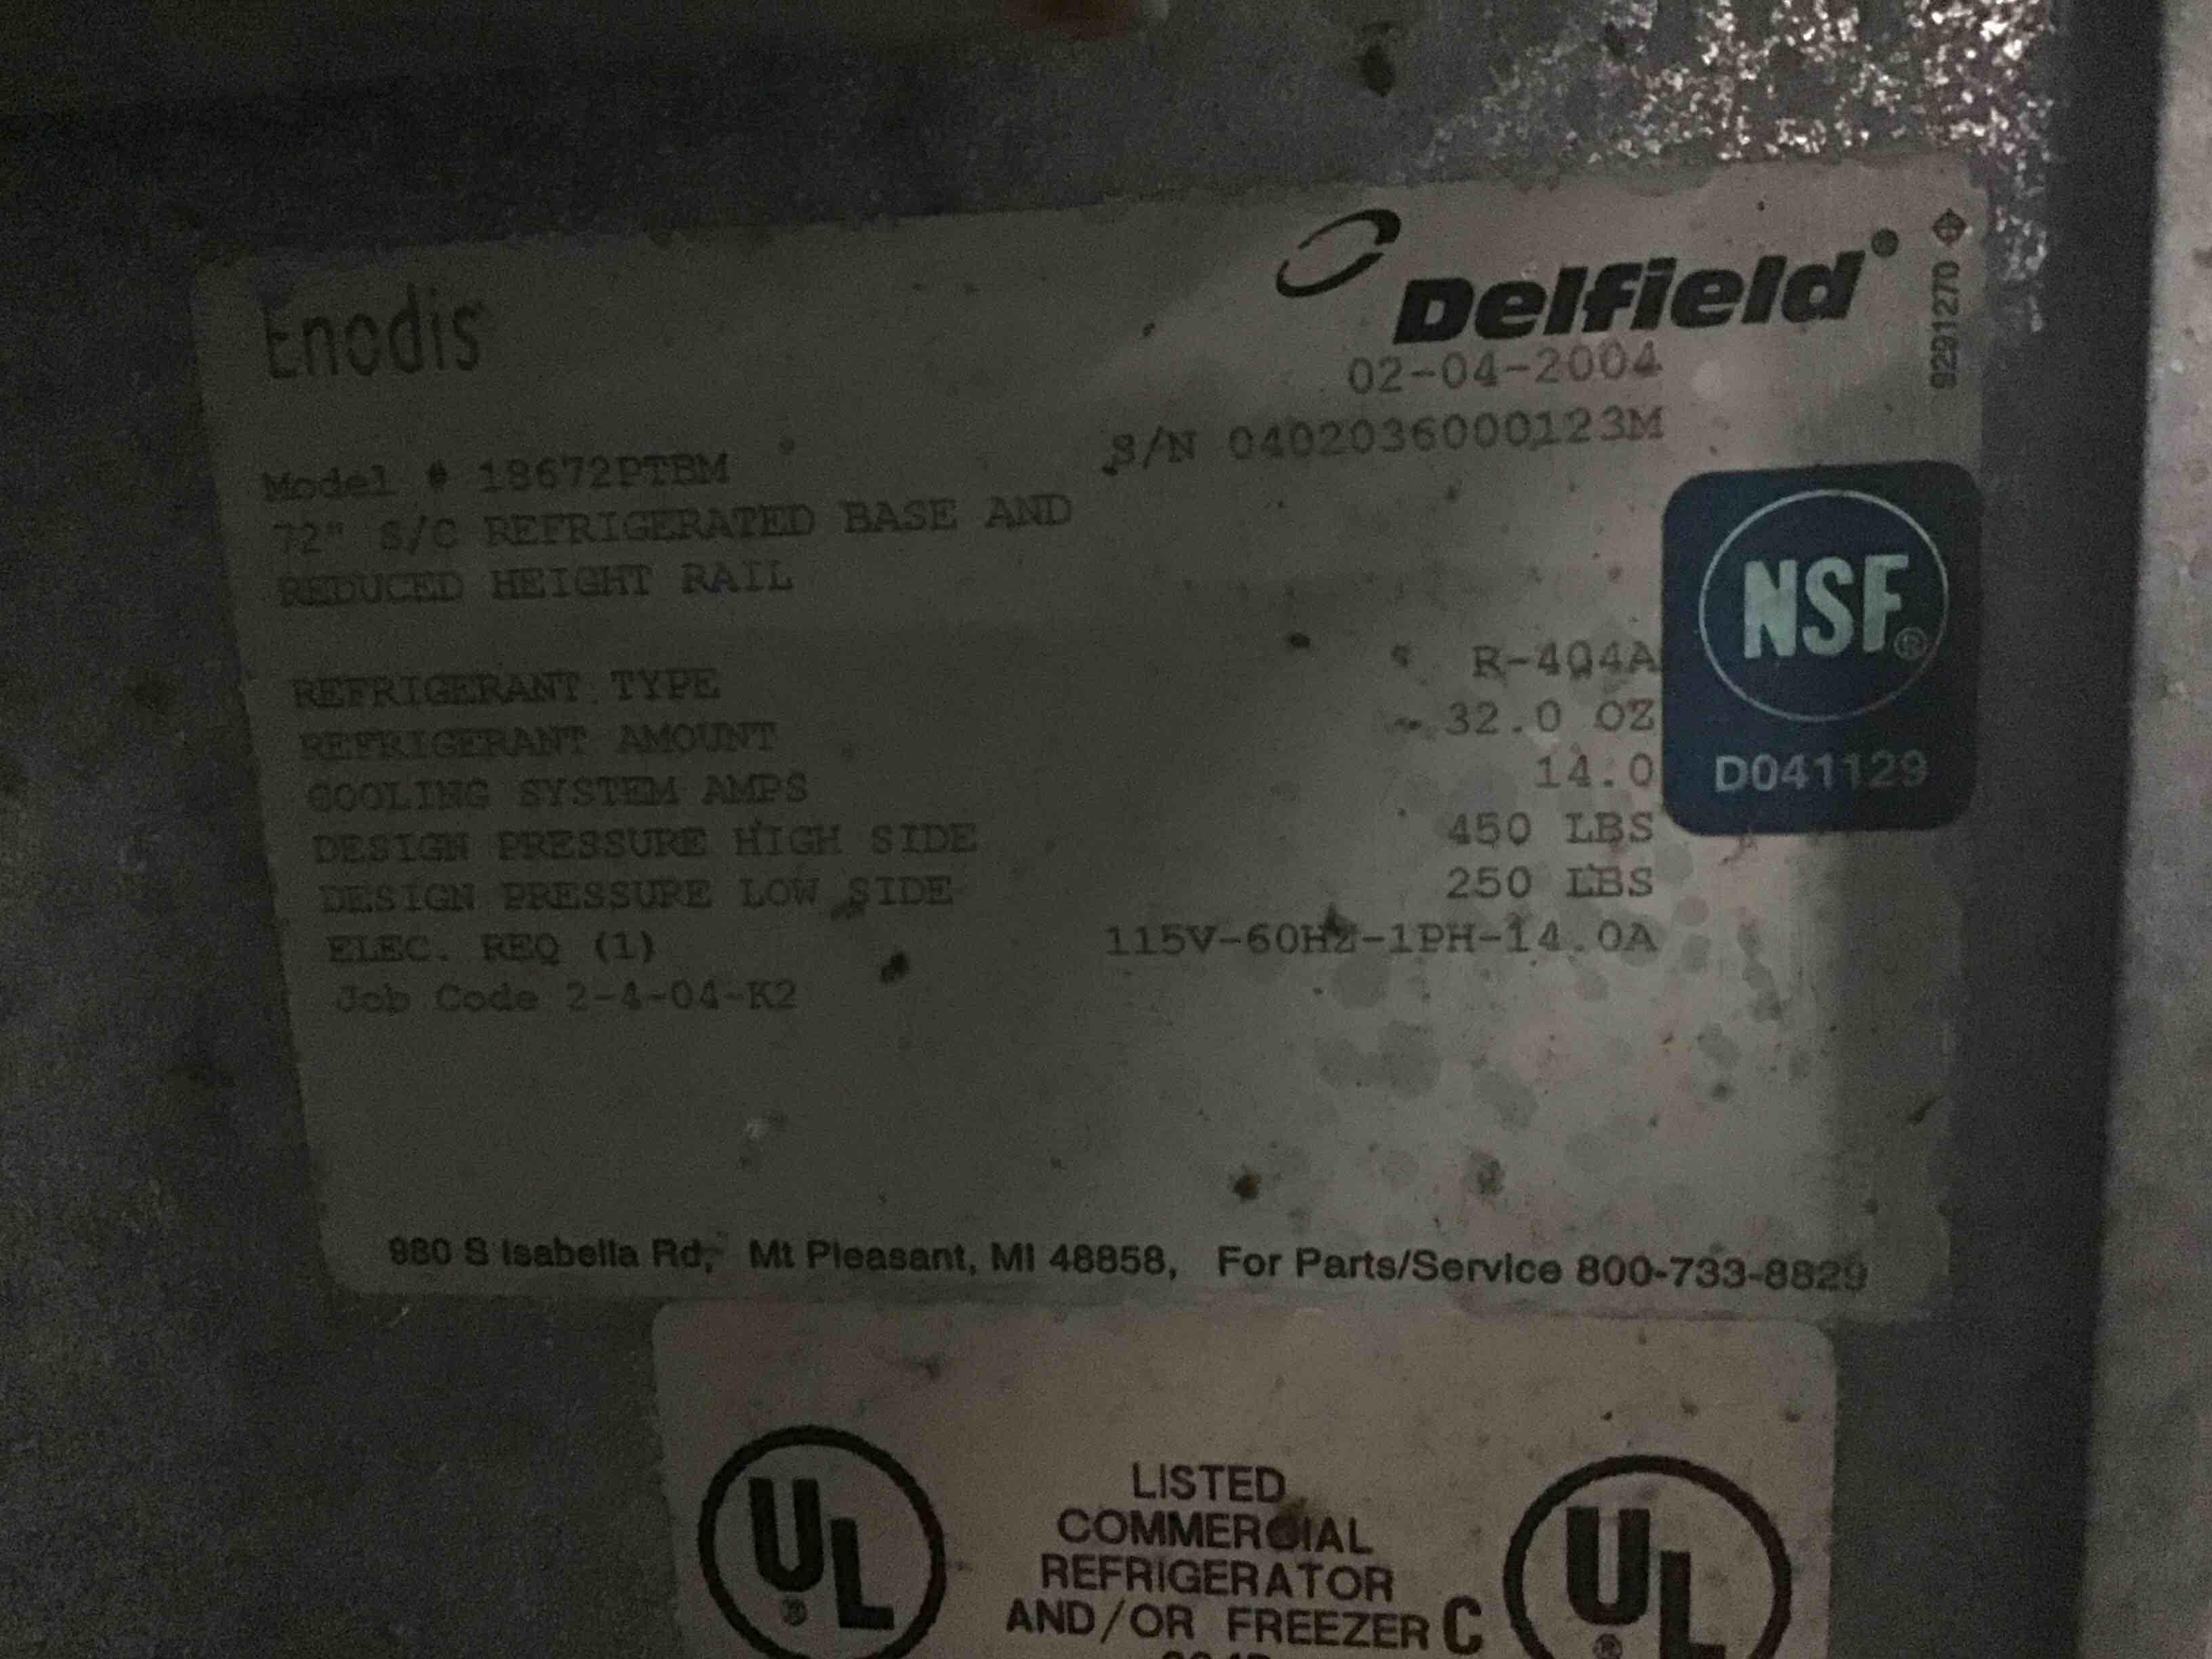 Enodis
Delfield®
9291270
02-04-2004
Model # 18672PTBM
S/N 0402036000123M
72" S/C REFRIGERATED BASE AND
REDUCED HEIGHT RAIL
NSF®
D041129
REFRIGERANT TYPE R-404A
REFRIGERANT AMOUNT 32.0 OZ
COOLING SYSTEM AMPS 14.0
DESIGN PRESSURE HIGH SIDE 450 LBS
DESIGN PRESSURE LOW SIDE 250 LBS
ELEC. REQ (1) 115V-60HZ-1PH-14.0A
Job Code 2-4-04-K2
980 S Isabella Rd, Mt Pleasant, MI 48858, For Parts/Service 800-733-8829
UL®
LISTED
COMMERCIAL
REFRIGERATOR
AND/OR FREEZER
C UL®